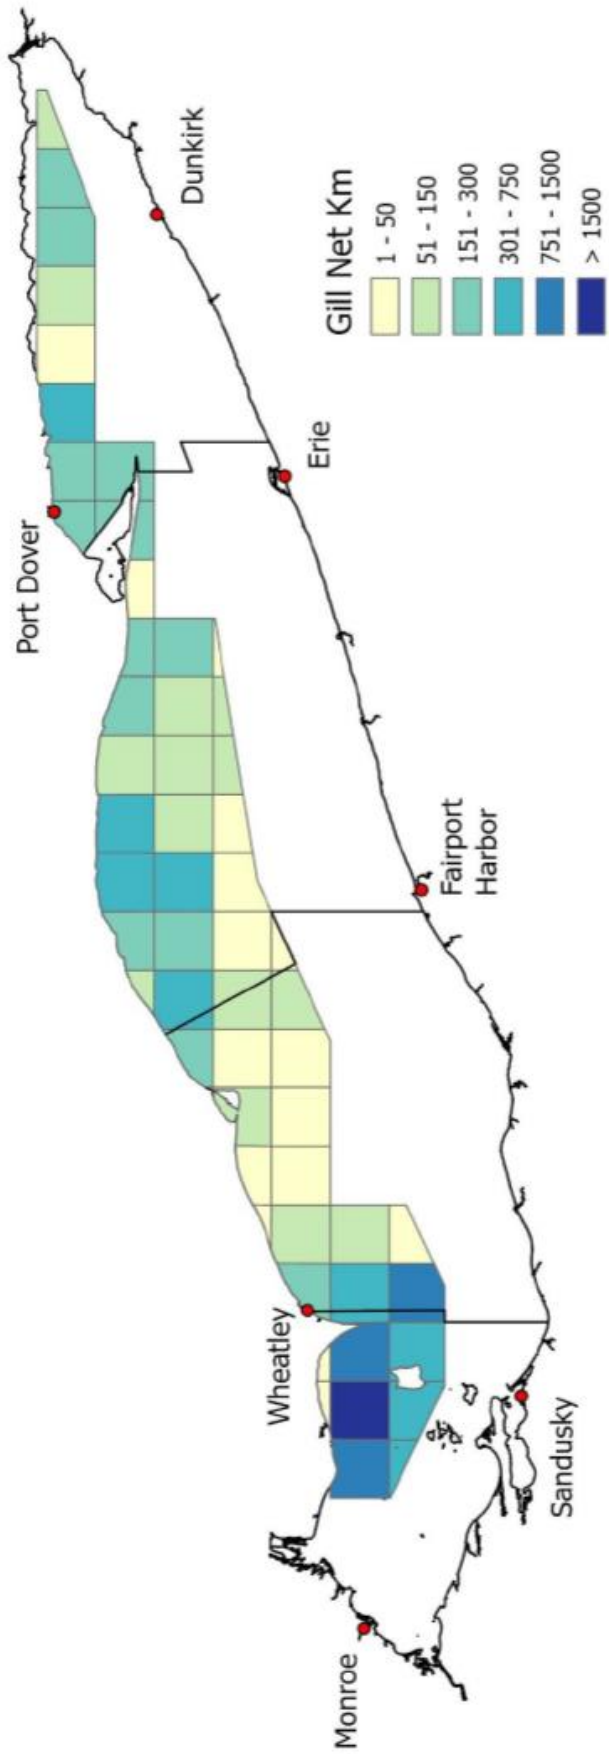 Port Dover
Dunkirk
Erie
Wheatley
Fairport
Harbor
Monroe
Sandusky
Gill Net Km
1 - 50
51 - 150
151 - 300
301 - 750
751 - 1500
> 1500